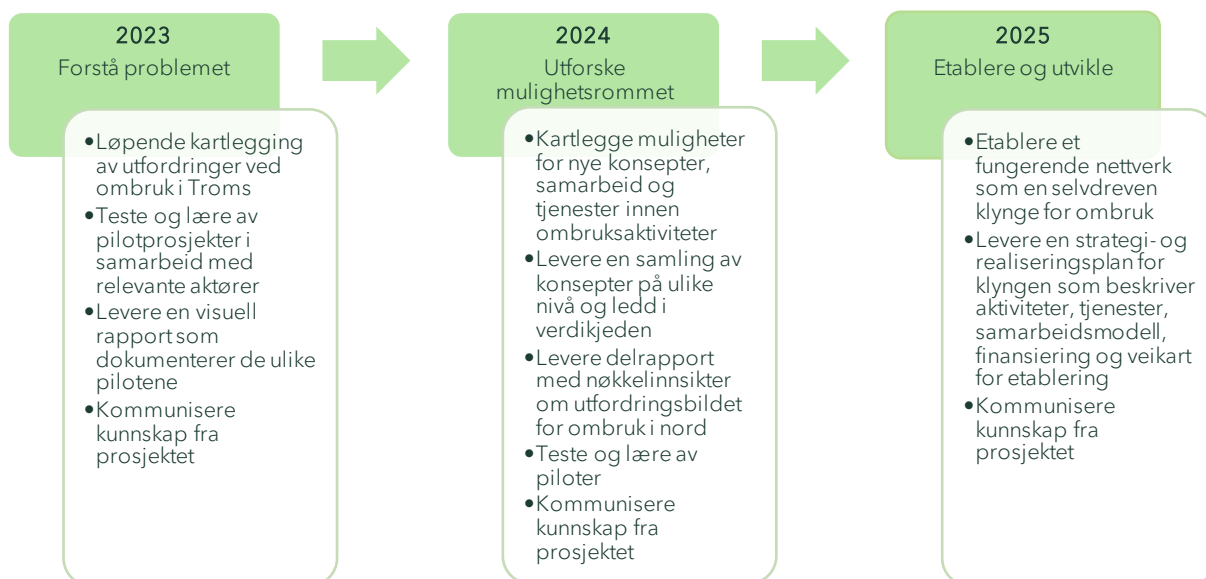 2023
Forstå problemet
•Løpende kartlegging
av utfordringer ved
ombruk i Troms
•Teste og lære av
pilotprosjekter i
samarbeid med
relevante aktører
•Levere en visuell
rapport som
dokumenterer de ulike
pilotene
•Kommunisere
kunnskap fra
prosjektet
2024
Utforske
mulighetsrommet
•Kartlegge muligheter
for nye konsepter,
samarbeid og
tjenester innen
ombruksaktiviteter
•Levere en samling av
konsepter på ulike
nivå og ledd i
verdikjeden
•Levere delrapport
med nøkkelinnsikter
om utfordringsbildet
for ombruk i nord
•Teste og lære av
piloter
•Kommunisere
kunnskap fra
prosjektet
2025
Etablere og utvikle
•Etablere et
fungerende nettverk
som en selvdreven
klynge for ombruk
•Levere en strategi- og
realiseringsplan for
klyngen som beskriver
aktiviteter, tjenester,
samarbeidsmodell,
finansiering og veikart
for etablering
•Kommunisere
kunnskap fra
prosjektet